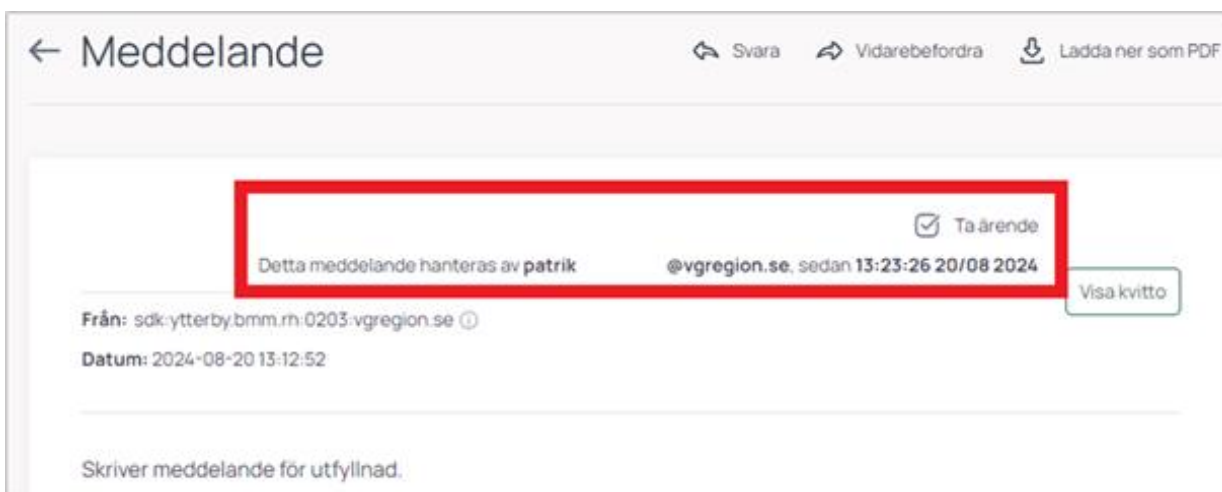 ← Meddelande Svara Vidarebefordra Ladda ner som PDF
Ta ärende
Detta meddelande hanteras av patrik @vgregion.se, sedan 13:23:26 20/08 2024
Visa kvitto
Från: sdk:ytterby.bmm.rh:0203:vgregion.se
Datum: 2024-08-20 13:12:52
Skriver meddelande för utfyllnad.